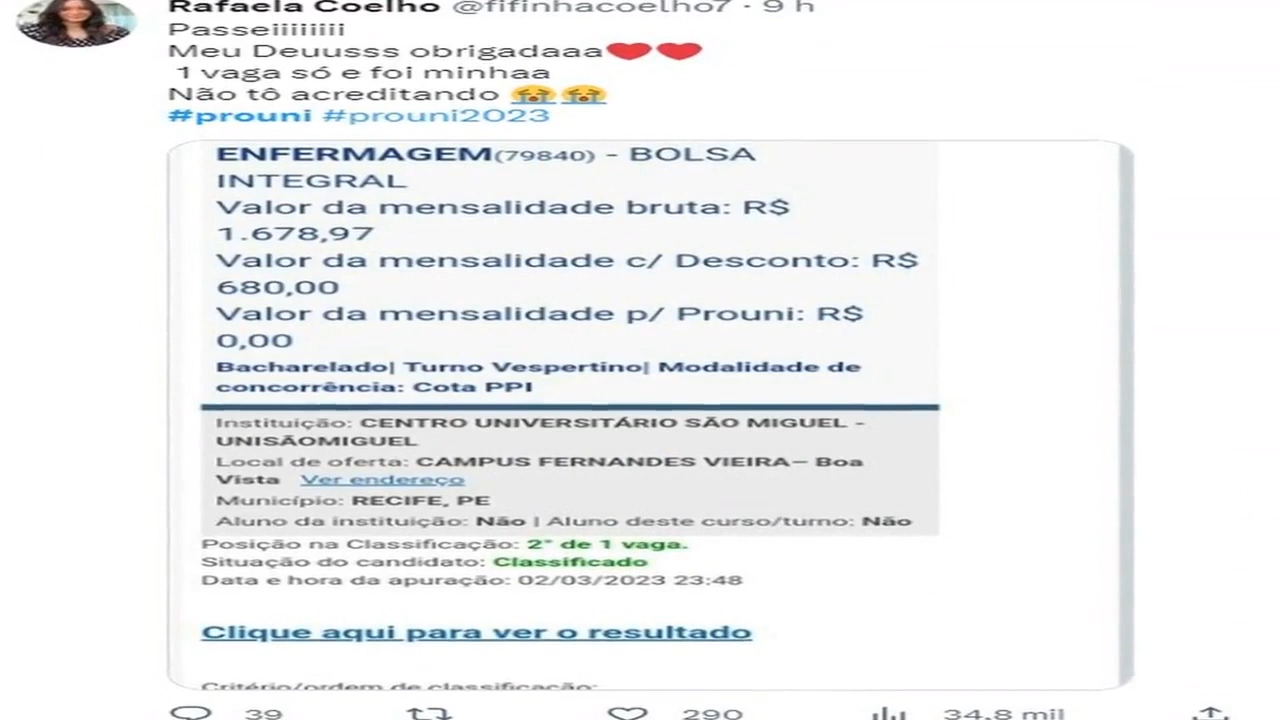 Rafaela Coelho @fifinhacoelho7 · 9 h
Passeiiiiiiiii
Meu Deuusss obrigadaaa❤️❤️
1 vaga só e foi minhaa
Não tô acreditando 😭😭
#prouni #prouni2023
ENFERMAGEM(79840) - BOLSA
INTEGRAL
Valor da mensalidade bruta: R$
1.678,97
Valor da mensalidade c/ Desconto: R$
680,00
Valor da mensalidade p/ Prouni: R$
0,00
Bacharelado| Turno Vespertino| Modalidade de
concorrência: Cota PPI
Instituição: CENTRO UNIVERSITÁRIO SÃO MIGUEL -
UNISÃOMIGUEL
Local de oferta: CAMPUS FERNANDES VIEIRA– Boa
Vista Ver endereço
Município: RECIFE, PE
Aluno da instituição: Não | Aluno deste curso/turno: Não
Posição na Classificação: 2° de 1 vaga.
Situação do candidato: Classificado
Data e hora da apuração: 02/03/2023 23:48
Clique aqui para ver o resultado
Critério/ordem de classificação:
39 290 34,8 mil